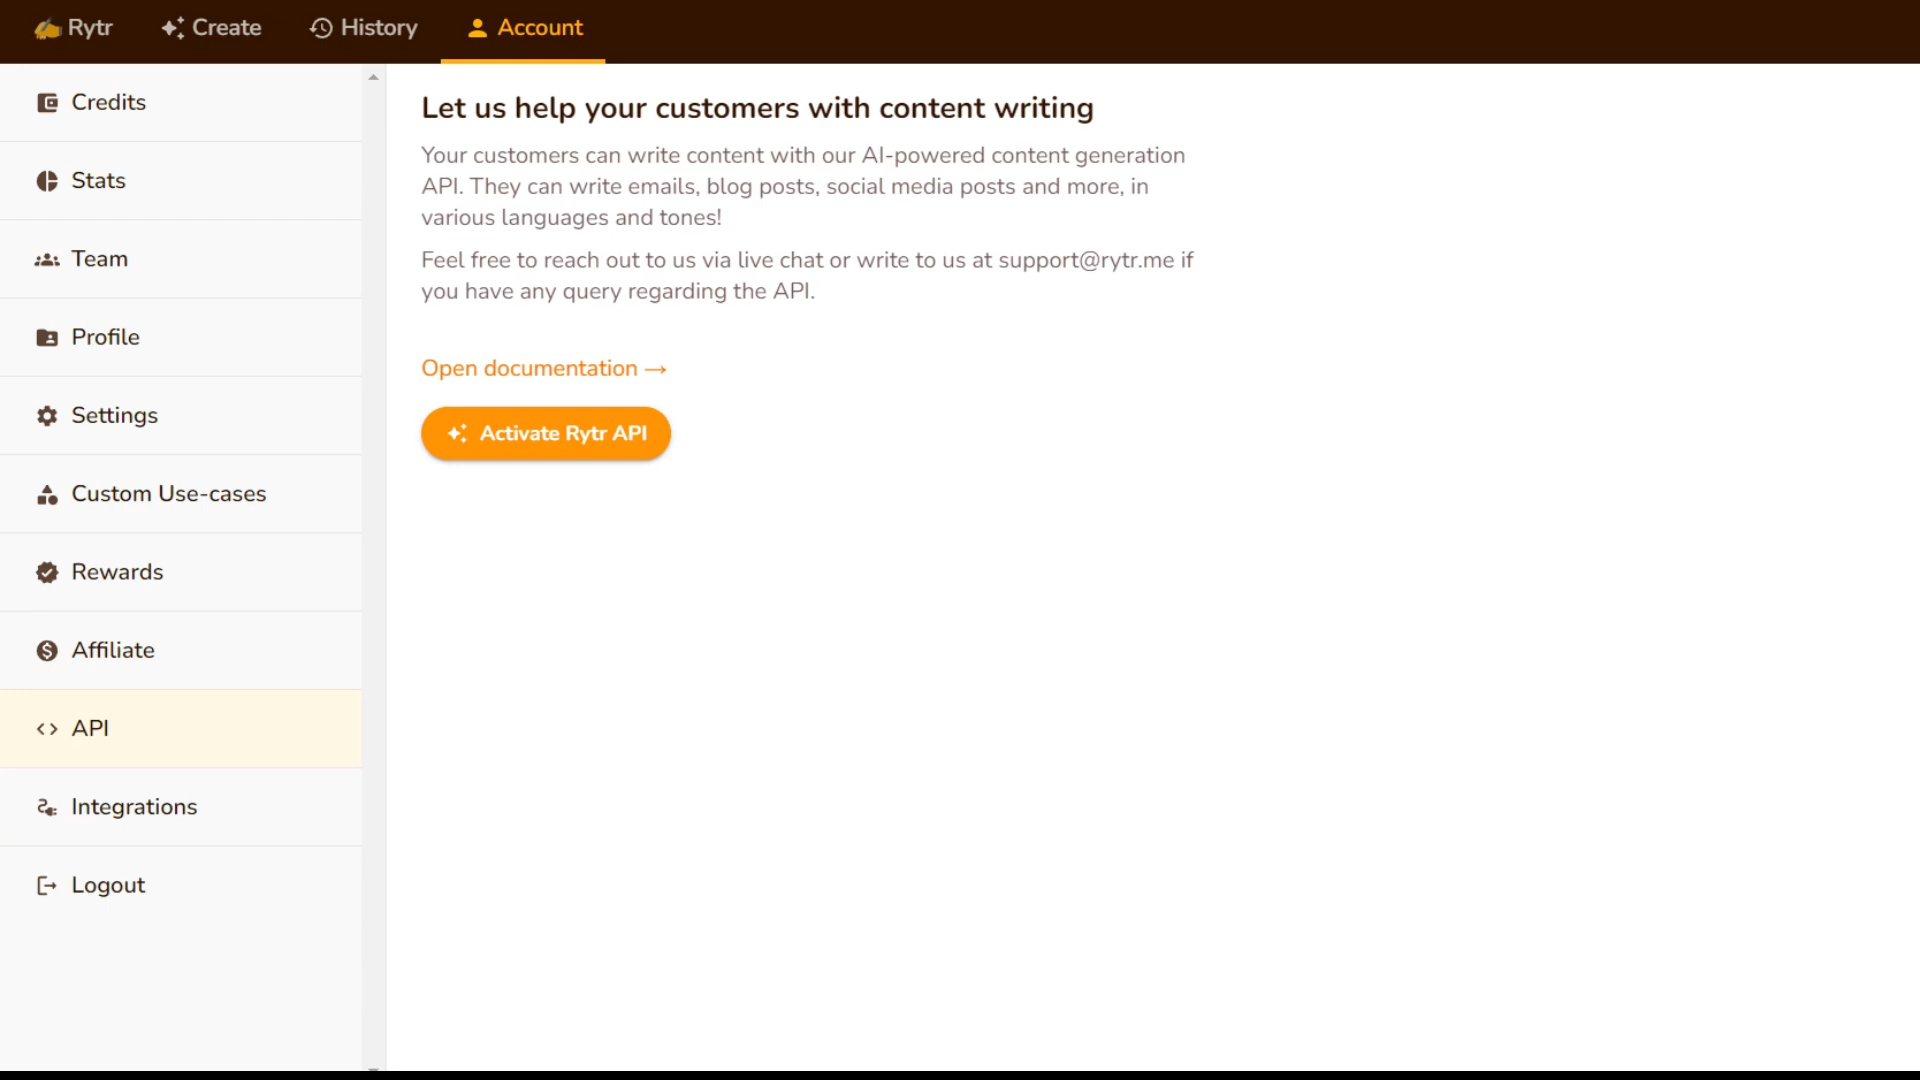 Rytr
Create
History
Account
Credits
Stats
Team
Profile
Settings
Custom Use-cases
Rewards
Affiliate
API
Integrations
Logout
Let us help your customers with content writing
Your customers can write content with our AI-powered content generation
API. They can write emails, blog posts, social media posts and more, in
various languages and tones!
Feel free to reach out to us via live chat or write to us at support@rytr.me if
you have any query regarding the API.
Open documentation →
Activate Rytr API